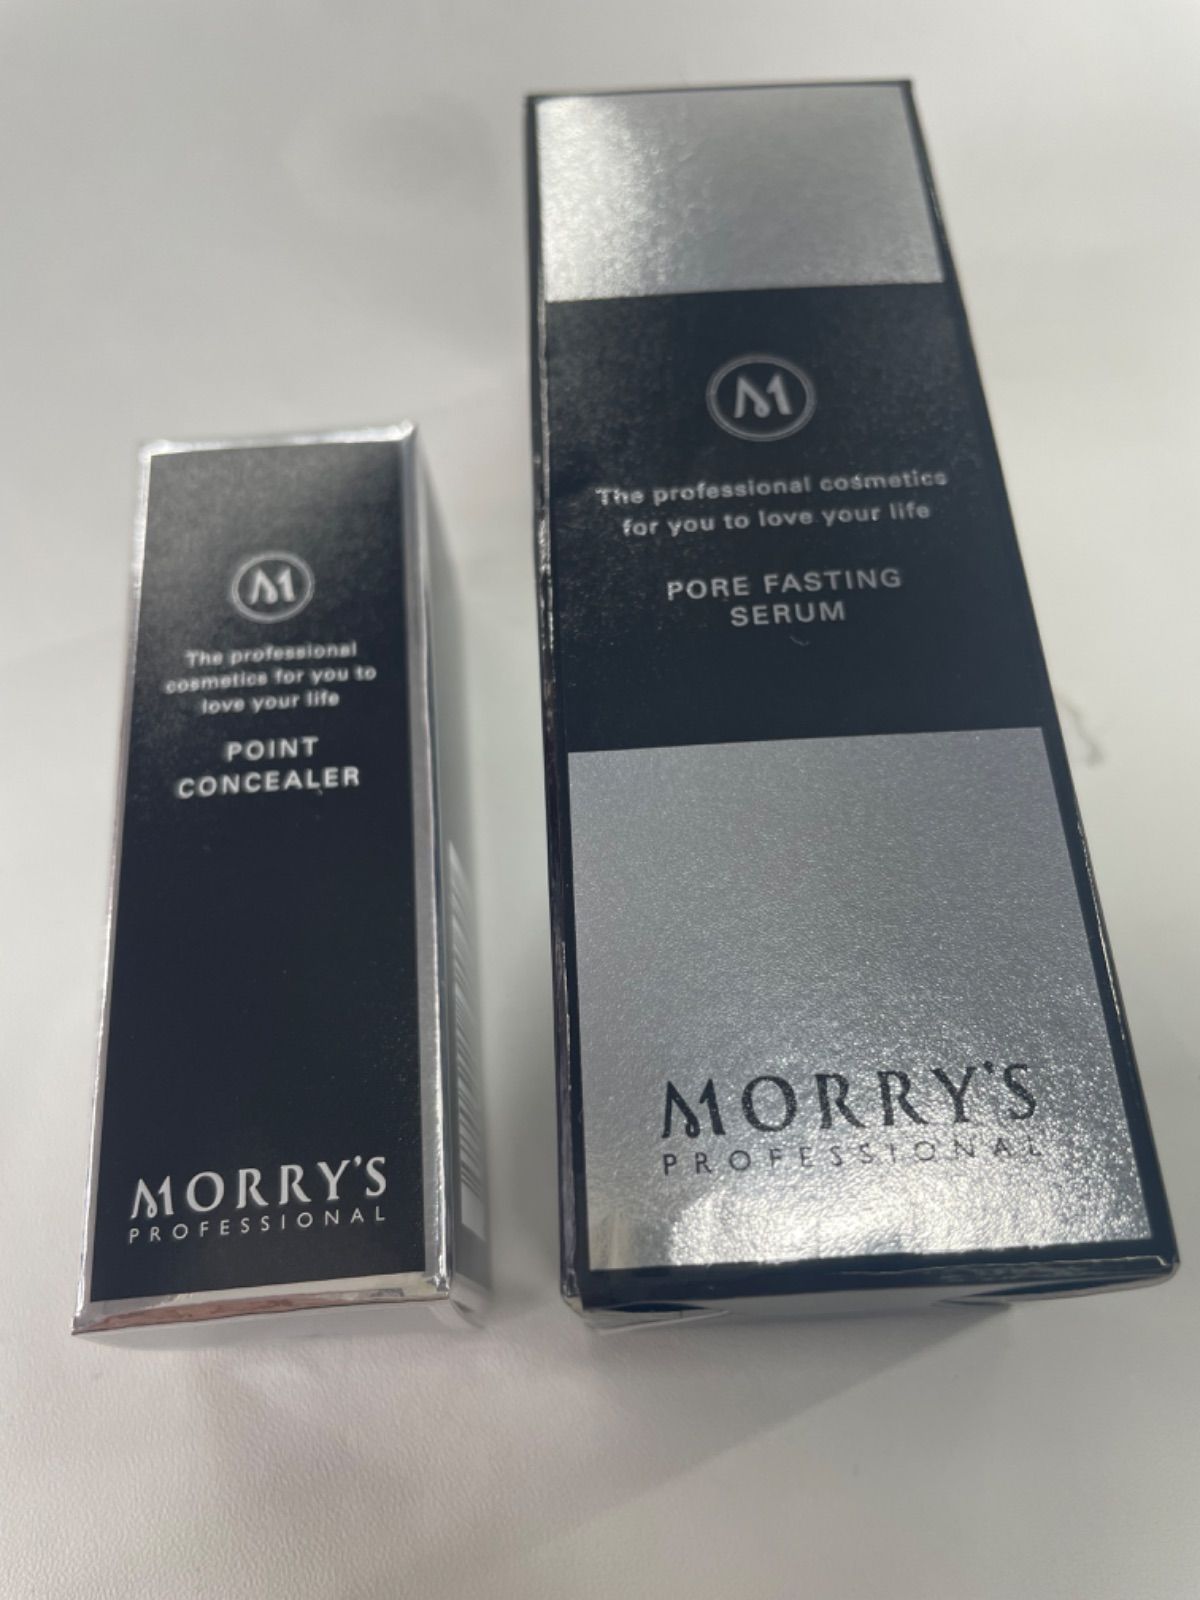 M
The professional
cosmetics for you to
love your life
POINT
CONCEALER
MORRY'S
PROFESSIONAL
M
The professional cosmetics
for you to love your life
PORE FASTING
SERUM
MORRY'S
PROFESSIONAL